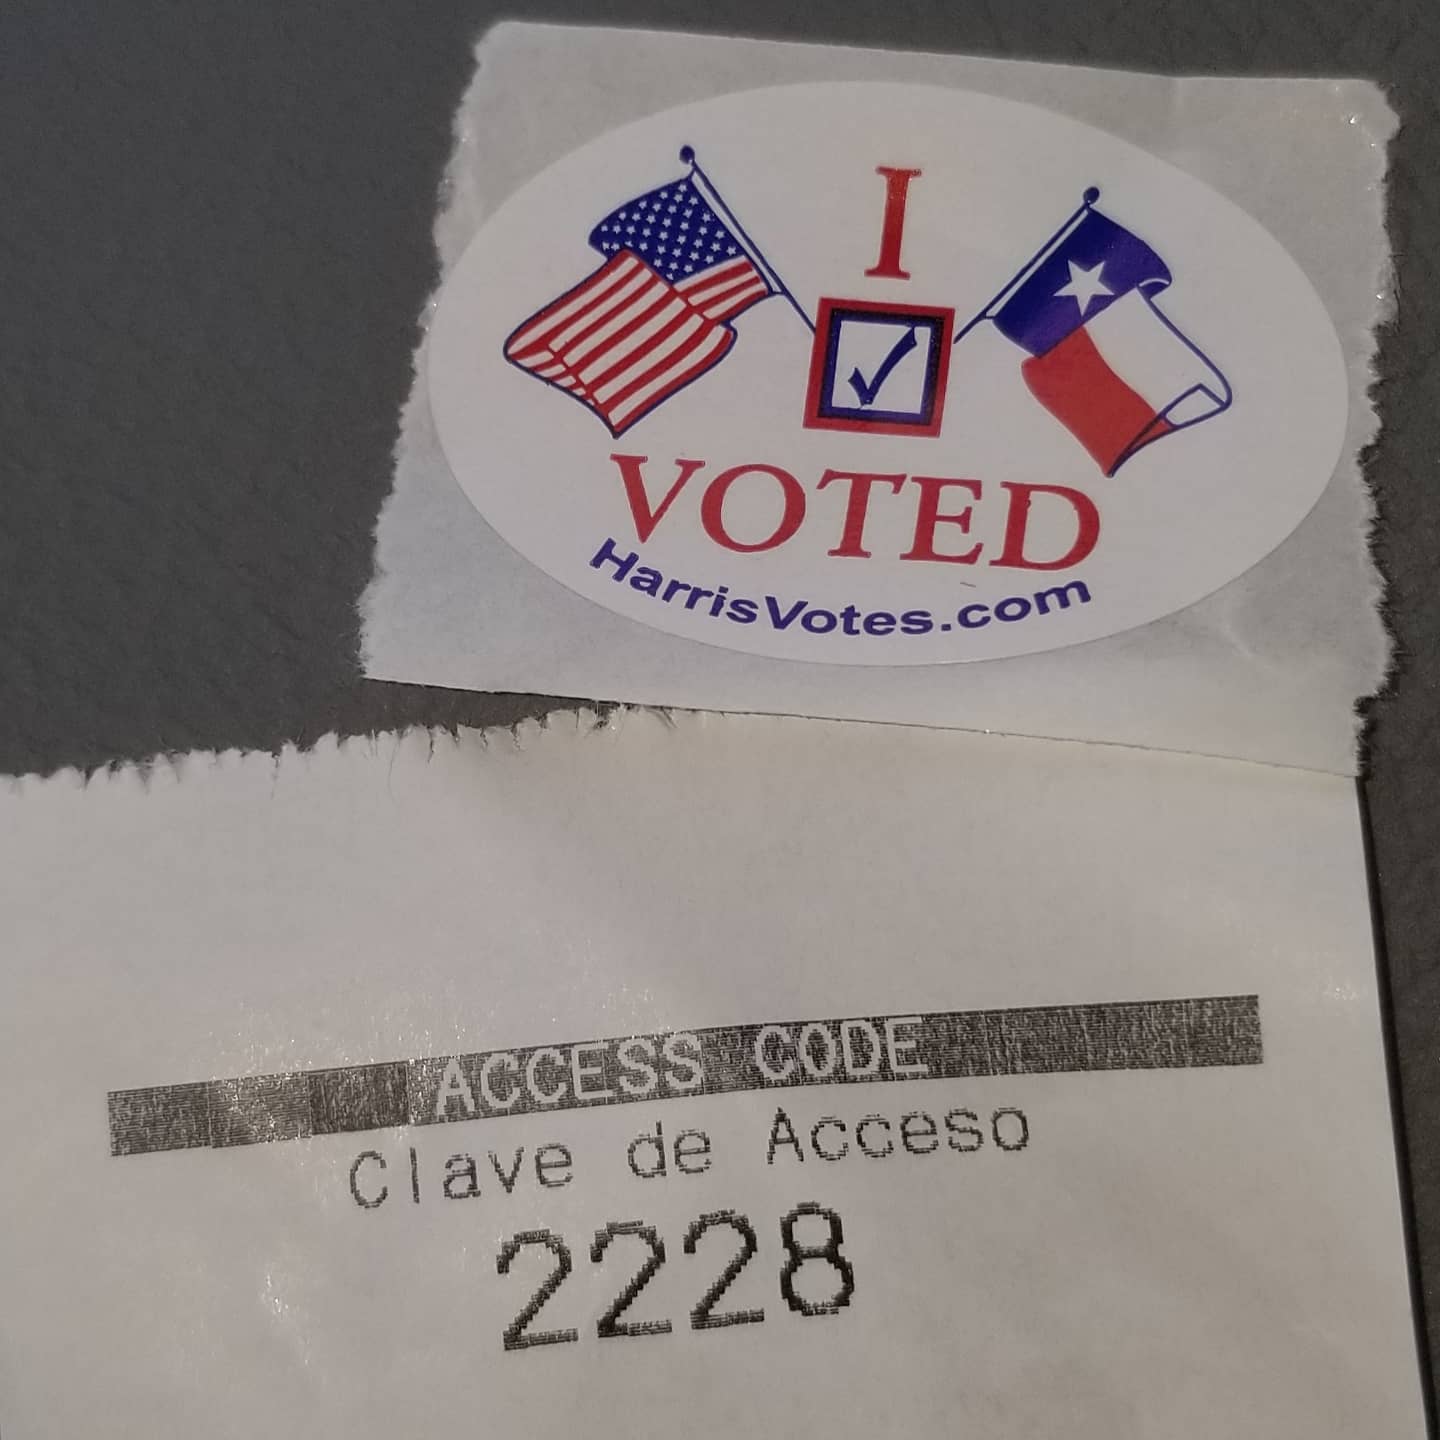 I
VOTED
HarrisVotes.com
ACCESS CODE
Clave de Acceso
2228